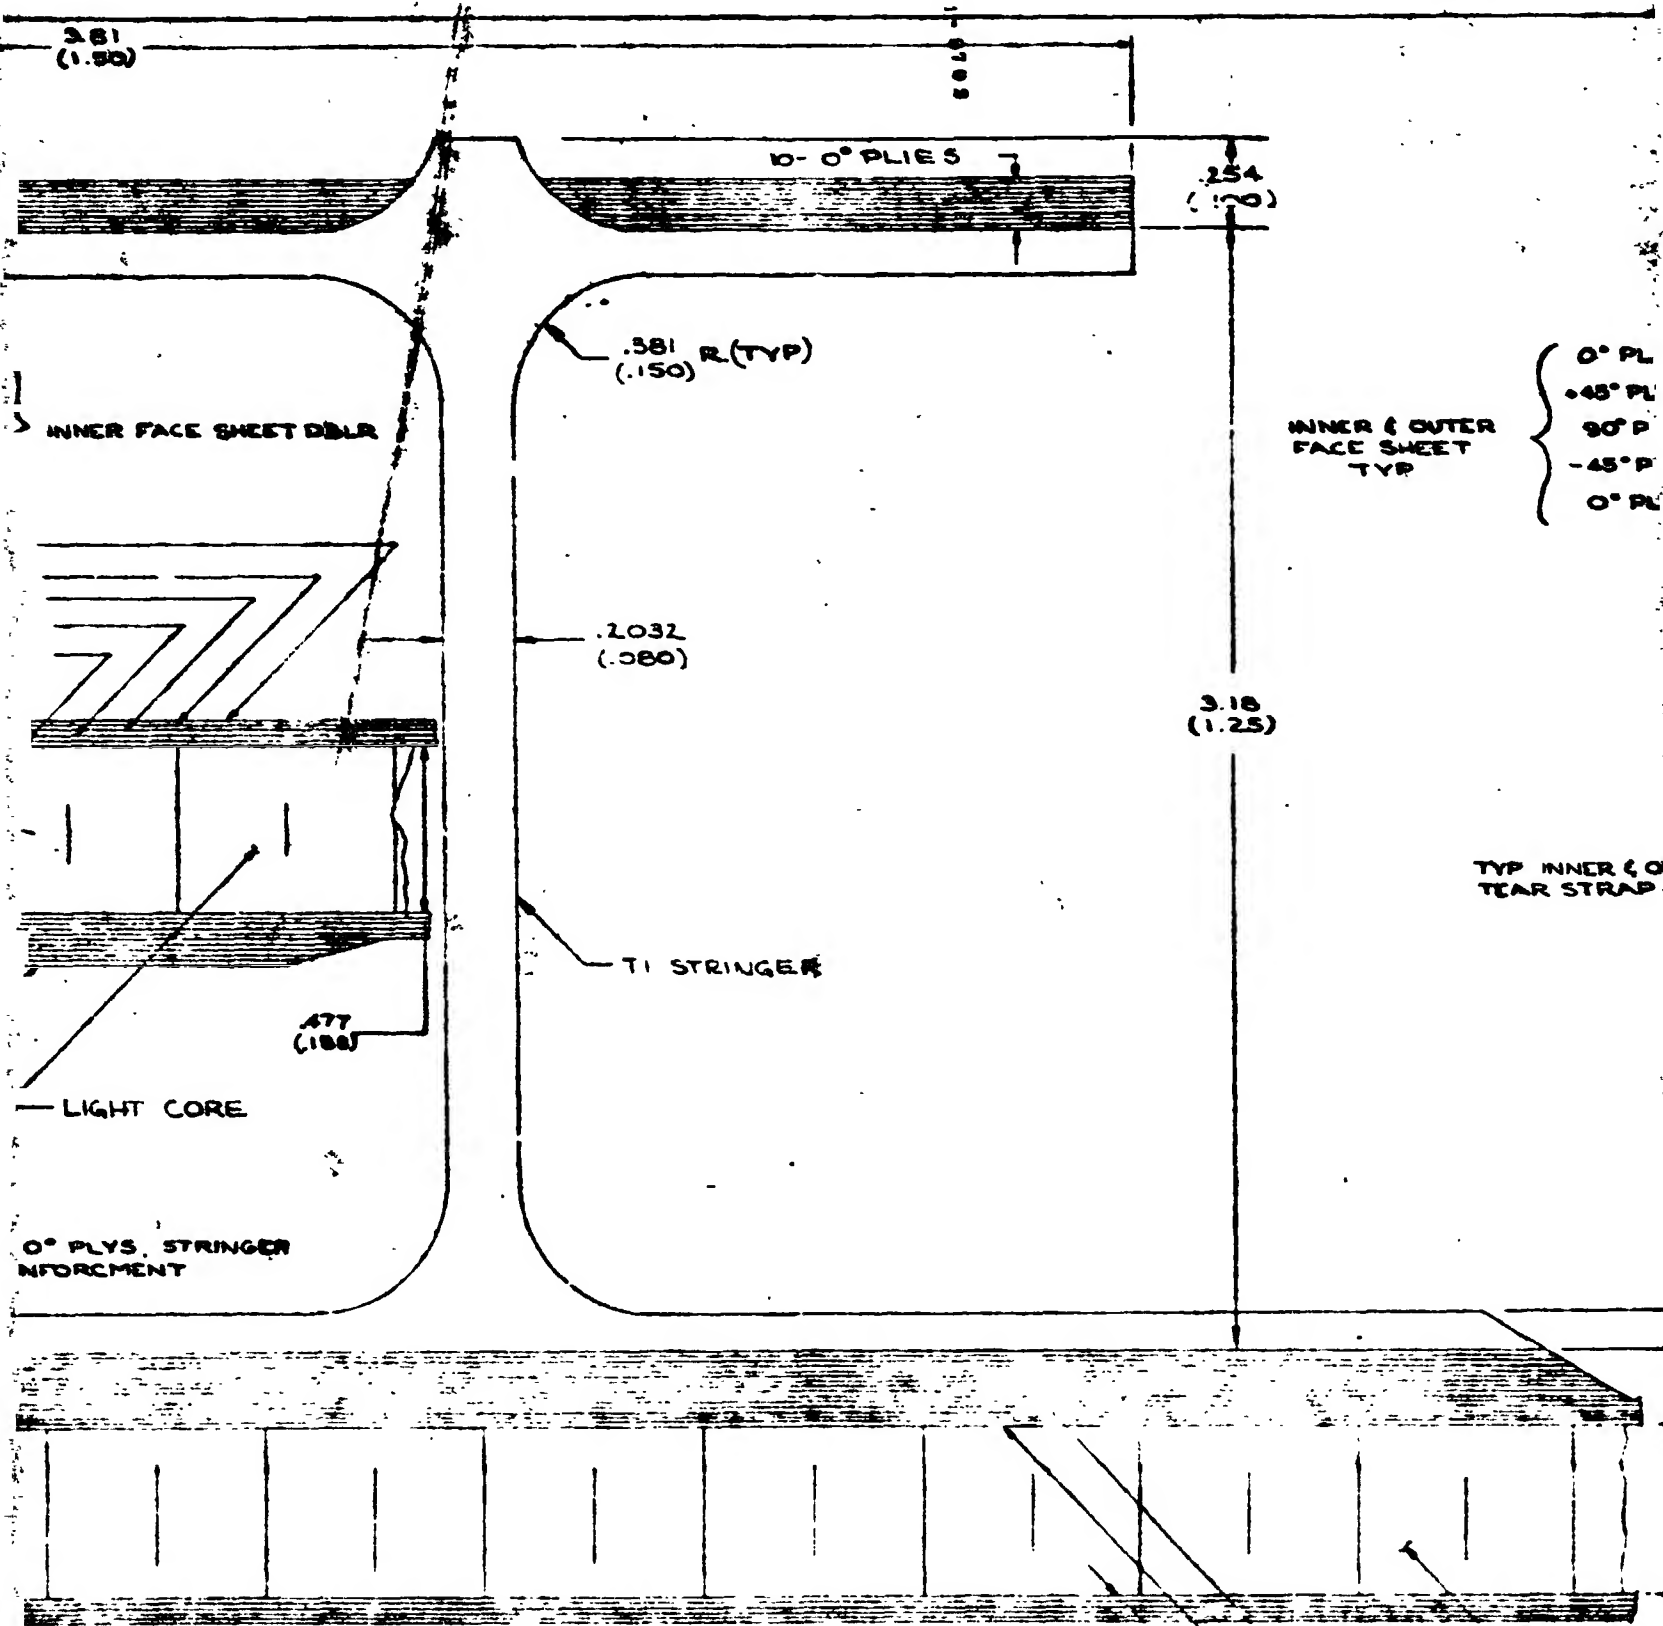 3.81
(1.50)
10- 0° PLIES
.254
(.100)
.381 R.(TYP)
(.150)
INNER FACE SHEET DBLR
INNER & OUTER
FACE SHEET
TYP
0° PL
+45° PL
90° P
-45° P
0° PL
.2032
(.080)
3.18
(1.25)
TYP INNER & O
TEAR STRAP
TI STRINGER
.477
(.188)
LIGHT CORE
0° PLYS, STRINGER
NFORCMENT